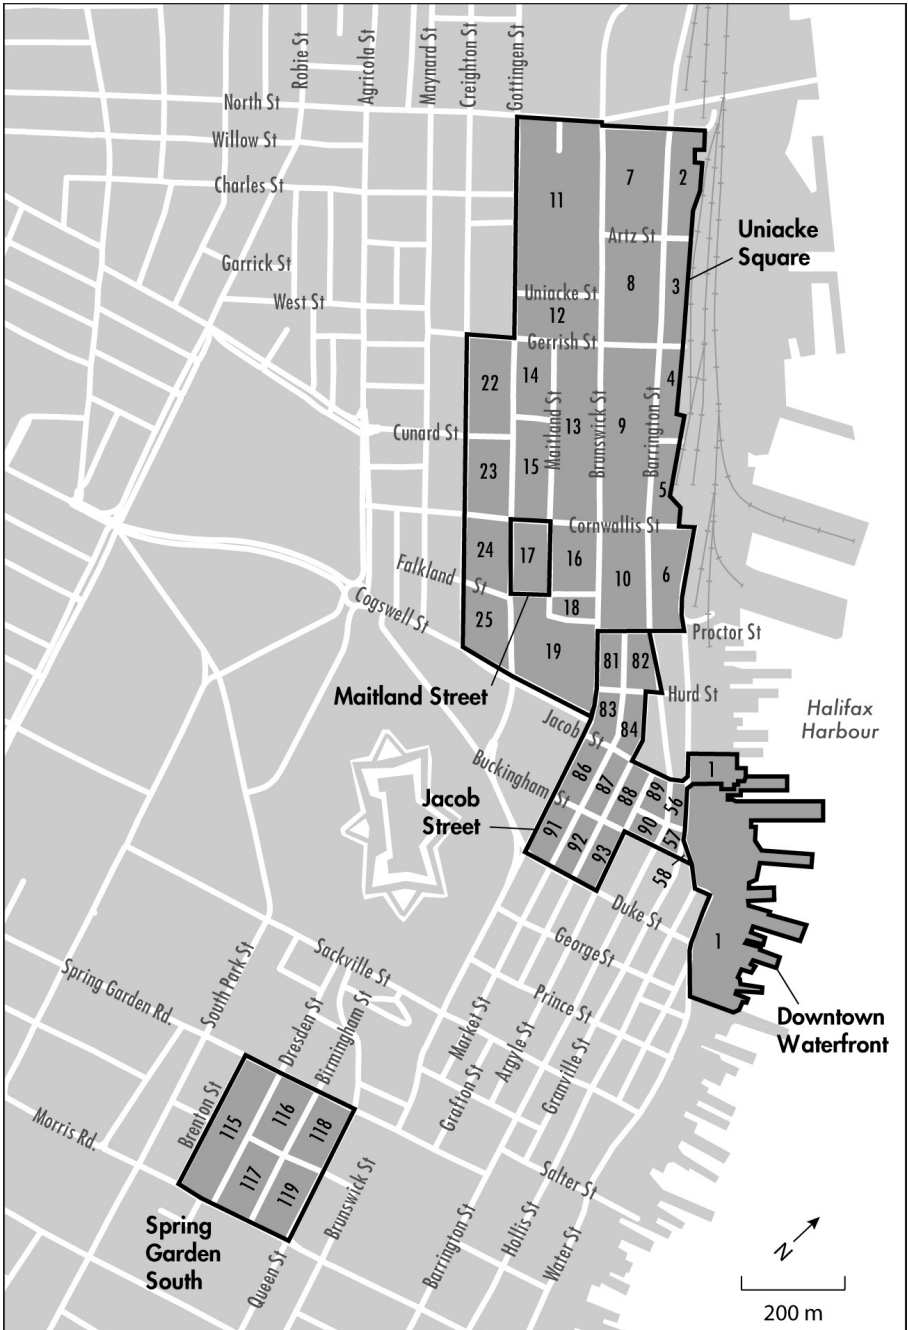 Robie St
Agricola St
Maynard St
Creighton St
Gottingen St
North St
Willow St
Charles St
7
2
11
Artz St
Uniacke
Square
Garrick St
8
3
Uniacke St
West St
12
Gerrish St
22
14
4
Maitland St
Brunswick St
Barrington St
13
9
Cunard St
23
15
5
Cornwallis St
24
17
16
10
6
Falkland St
Cogswell St
25
18
19
Proctor St
81
82
Maitland Street
Hurd St
83
84
Halifax
Harbour
Jacob St
Buckingham St
86
87
88
89
56
1
Jacob
Street
91
92
93
90
57
58
Duke St
George St
1
Sackville St
Spring Garden Rd.
South Park St
Prince St
Dresden St
Birmingham St
Market St
Argyle St
Grafton St
Granville St
Downtown
Waterfront
Brenton St
115
116
118
117
119
Morris Rd.
Brunswick St
Salter St
Spring
Garden
South
Queen St
Barrington St
Hollis St
Water St
N
200 m